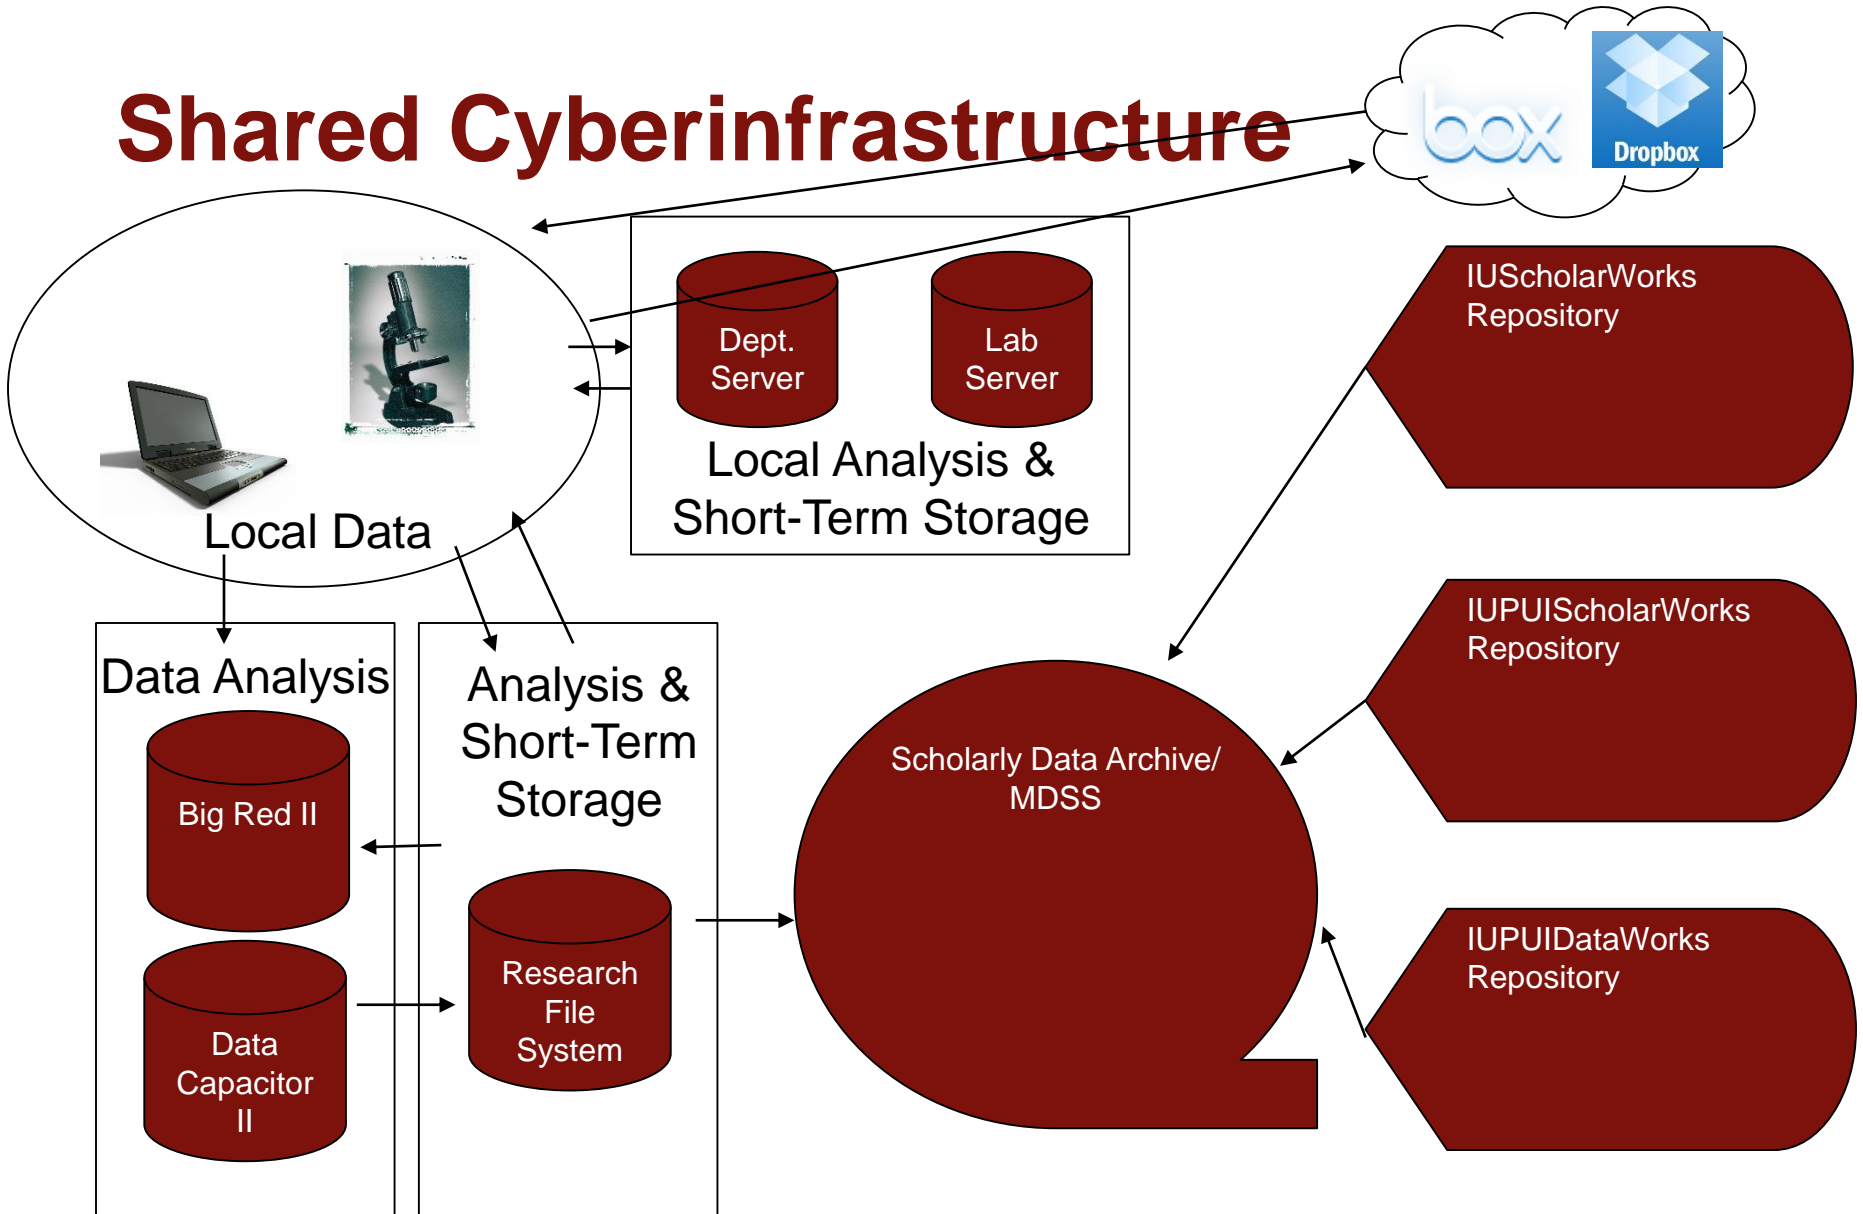 Shared Cyberinfrastructure
box
Dropbox
Dept.
Server
Lab
Server
Local Analysis &
Short-Term Storage
Local Data
IUScholarWorks
Repository
Data Analysis
Big Red II
Data
Capacitor
II
Analysis &
Short-Term
Storage
Research
File
System
Scholarly Data Archive/
MDSS
IUPUIScholarWorks
Repository
IUPUIDataWorks
Repository